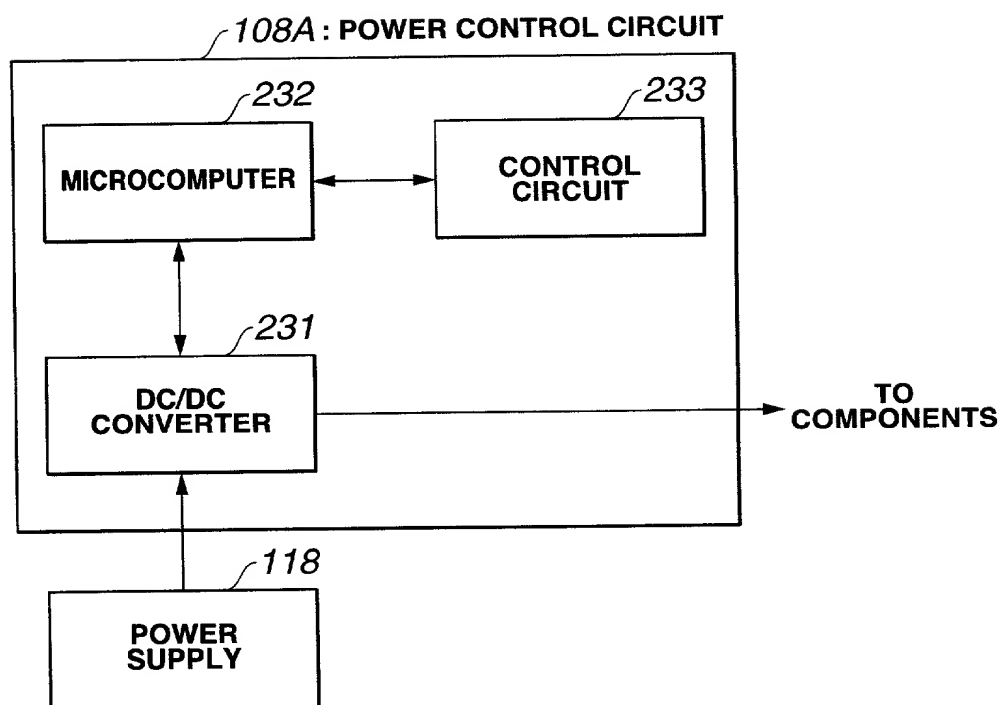 108A: POWER CONTROL CIRCUIT
232
233
MICROCOMPUTER
CONTROL
CIRCUIT
231
DC/DC
CONVERTER
TO
COMPONENTS
118
POWER
SUPPLY